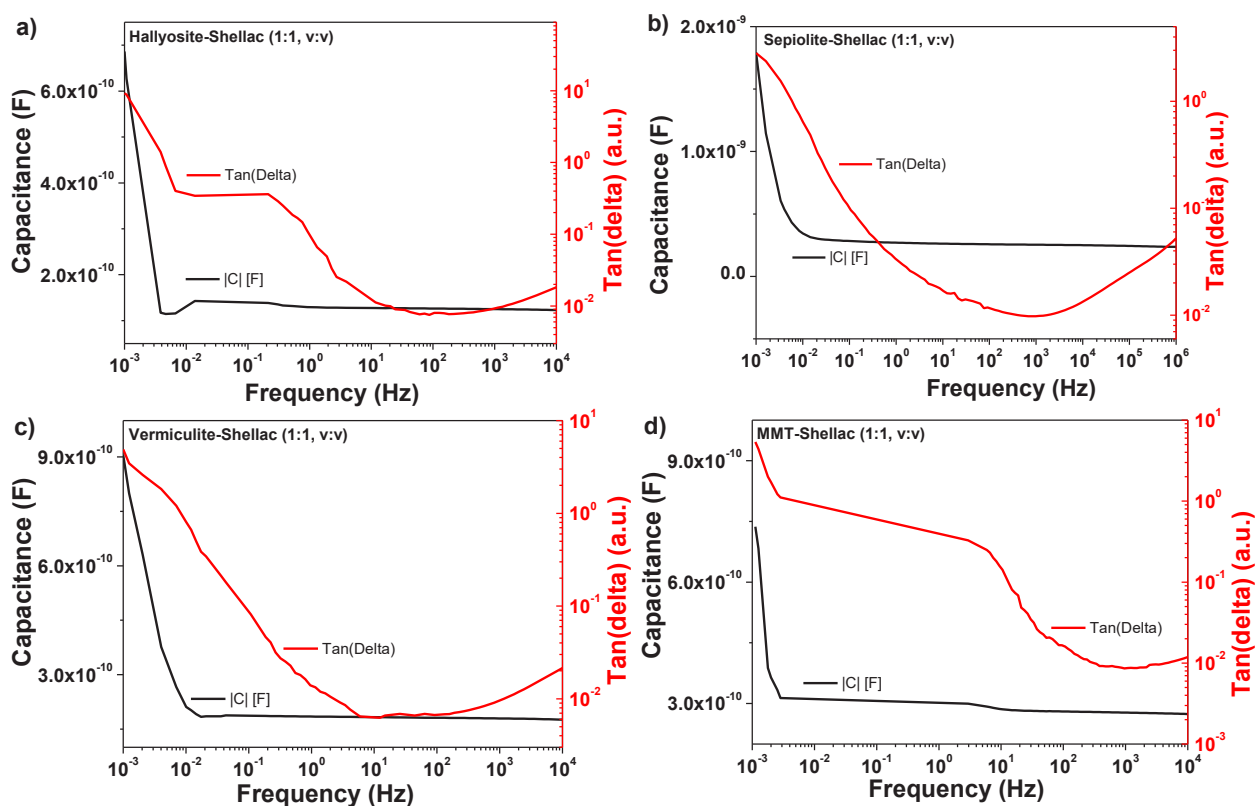 a)
Hallyosite-Shellac (1:1, v:v)
Capacitance (F)
6.0x10-10
4.0x10-10
2.0x10-10
Tan(Delta)
|C| [F]
10-3 10-2 10-1 100 101 102 103 104
Frequency (Hz)
101
100
10-1
10-2
Tan(delta) (a.u.)
b)
Sepiolite-Shellac (1:1, v:v)
Capacitance (F)
2.0x10-9
1.0x10-9
0.0
Tan(Delta)
|C| [F]
10-3 10-2 10-1 100 101 102 103 104 105 106
Frequency (Hz)
100
10-1
10-2
Tan(delta) (a.u.)
c)
Vermiculite-Shellac (1:1, v:v)
Capacitance (F)
9.0x10-10
6.0x10-10
3.0x10-10
Tan(Delta)
|C| [F]
10-3 10-2 10-1 100 101 102 103 104
Frequency (Hz)
101
100
10-1
10-2
Tan(delta) (a.u.)
d)
MMT-Shellac (1:1, v:v)
Capacitance (F)
9.0x10-10
6.0x10-10
3.0x10-10
Tan(Delta)
|C| [F]
10-3 10-2 10-1 100 101 102 103 104
Frequency (Hz)
101
100
10-1
10-2
10-3
Tan(delta) (a.u.)